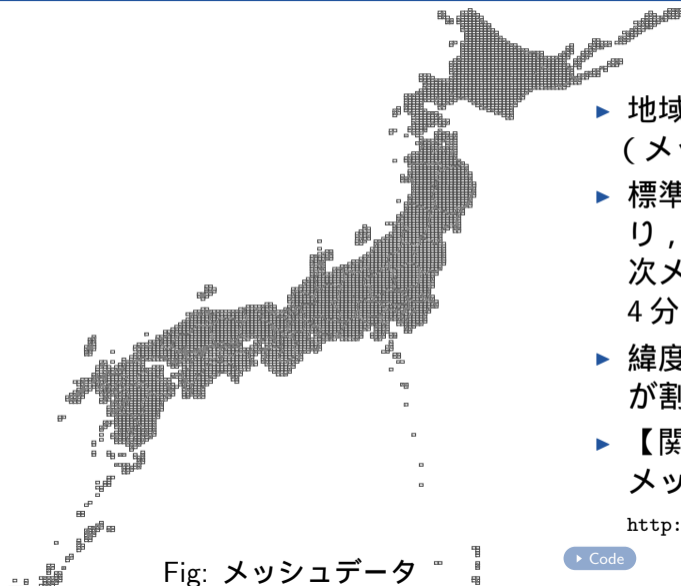 地域
(メッ
標準
り，
次メ
4分
緯度
が割
【関
メッ
http:
Code
Fig: メッシュデータ